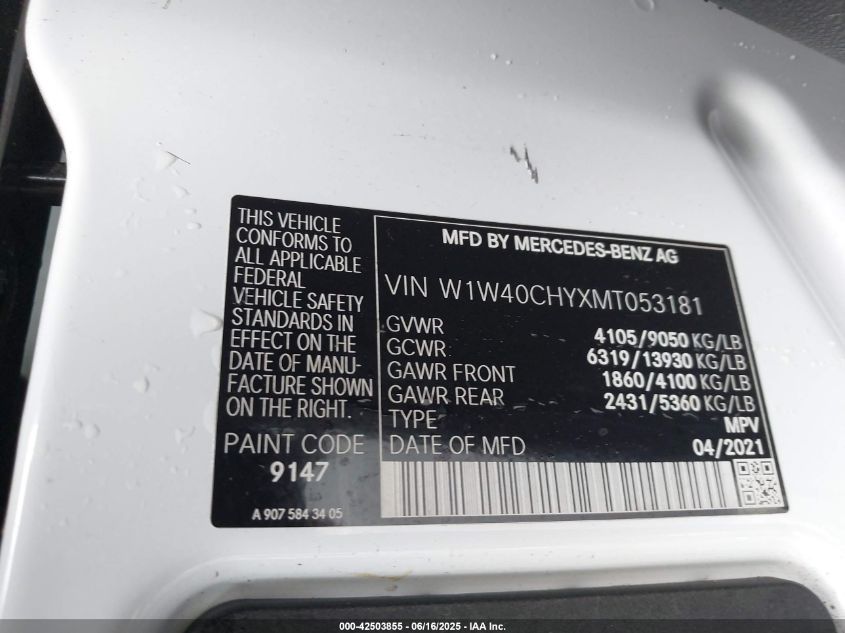 THIS VEHICLE
CONFORMS TO
ALL APPLICABLE
FEDERAL
VEHICLE SAFETY
STANDARDS IN
EFFECT ON THE
DATE OF MANU-
FACTURE SHOWN
ON THE RIGHT.
PAINT CODE
9147
A 907 584 34 05
MFD BY MERCEDES-BENZ AG
VIN W1W40CHYXMT053181
GVWR 4105/9050 KG/LB
GCWR 6319/13930 KG/LB
GAWR FRONT 1860/4100 KG/LB
GAWR REAR 2431/5360 KG/LB
TYPE MPV
DATE OF MFD 04/2021
000-42503855 - 06/16/2025 - IAA Inc.